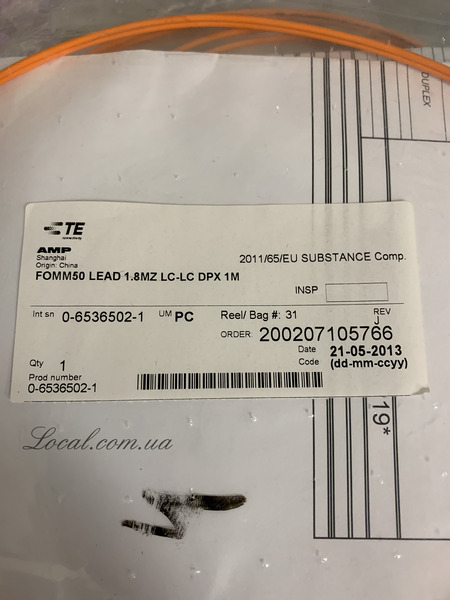 DUPLEX
TE
connectivity
AMP
Shanghai
Origin: China
2011/65/EU SUBSTANCE Comp.
FOMM50 LEAD 1.8MZ LC-LC DPX 1M
INSP
Int sn 0-6536502-1 UM PC Reel/ Bag #: 31 REV
J
ORDER: 200207105766
Qty 1 Date 21-05-2013
Prod number Code (dd-mm-ccyy)
0-6536502-1
19*
Local.com.ua